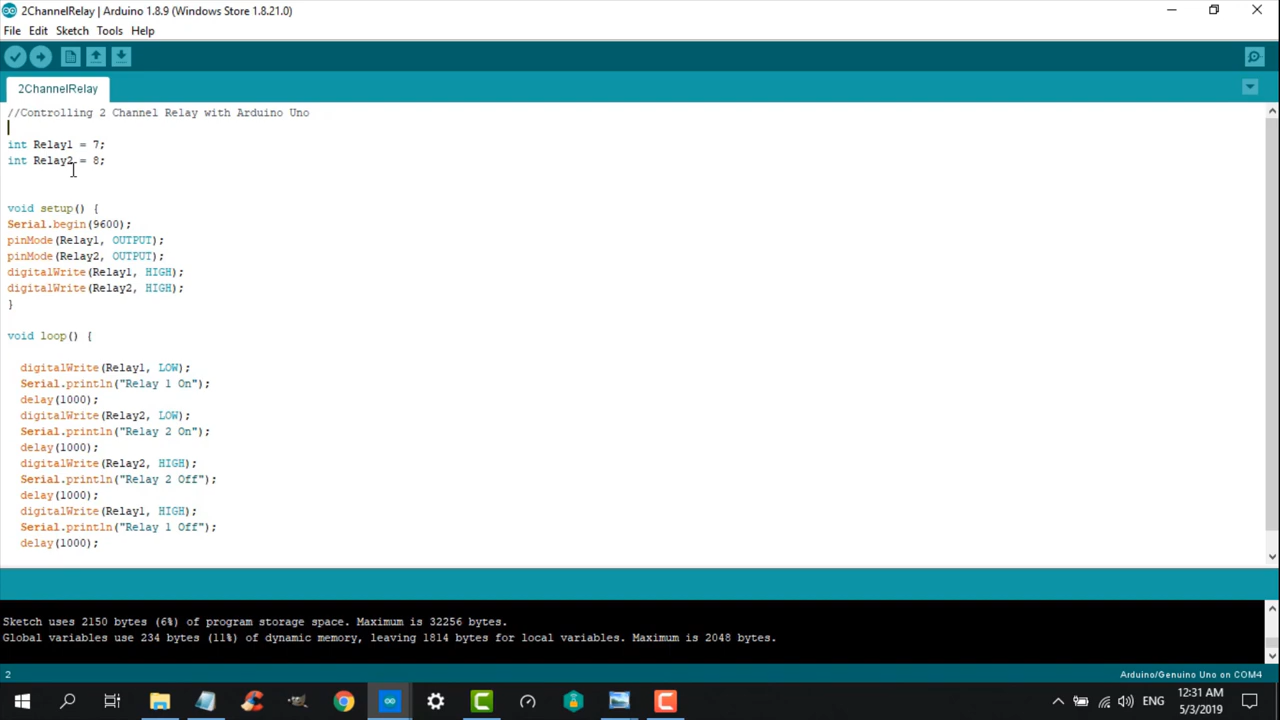 2ChannelRelay | Arduino 1.8.9 (Windows Store 1.8.21.0)
File Edit Sketch Tools Help
2ChannelRelay
//Controlling 2 Channel Relay with Arduino Uno
int Relay1 = 7;
int Relay2 = 8;
void setup() {
Serial.begin(9600);
pinMode(Relay1, OUTPUT);
pinMode(Relay2, OUTPUT);
digitalWrite(Relay1, HIGH);
digitalWrite(Relay2, HIGH);
}
void loop() {
digitalWrite(Relay1, LOW);
Serial.println("Relay 1 On");
delay(1000);
digitalWrite(Relay2, LOW);
Serial.println("Relay 2 On");
delay(1000);
digitalWrite(Relay2, HIGH);
Serial.println("Relay 2 Off");
delay(1000);
digitalWrite(Relay1, HIGH);
Serial.println("Relay 1 Off");
delay(1000);
Sketch uses 2150 bytes (6%) of program storage space. Maximum is 32256 bytes.
Global variables use 234 bytes (11%) of dynamic memory, leaving 1814 bytes for local variables. Maximum is 2048 bytes.
2 Arduino/Genuino Uno on COM4
ENG 12:31 AM
5/3/2019